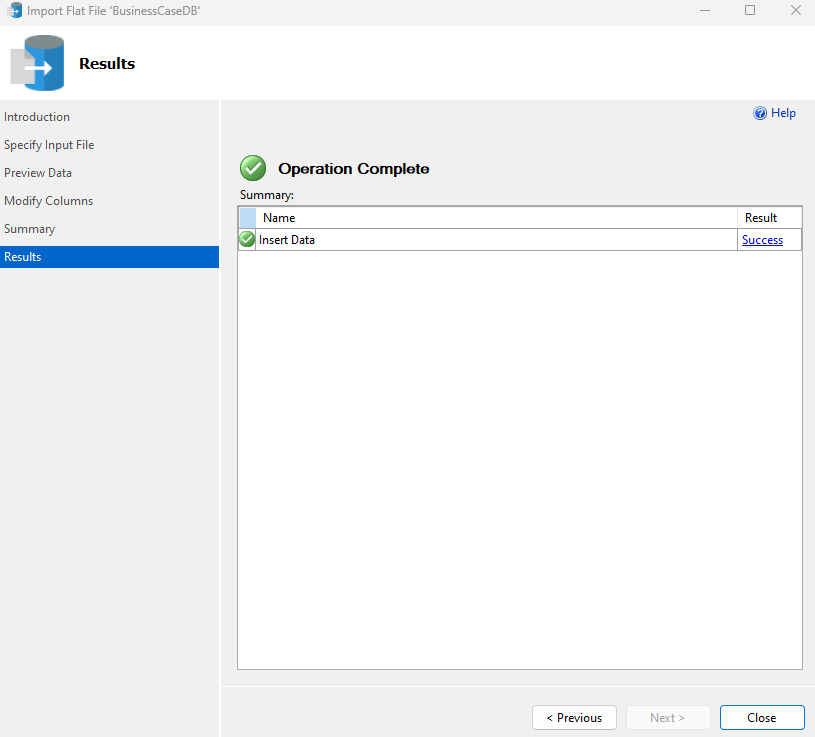 Import Flat File 'BusinessCaseDB'
Results
Introduction
Specify Input File
Preview Data
Modify Columns
Summary
Results
Help
Operation Complete
Summary:
Name Result
Insert Data Success
< Previous Next > Close